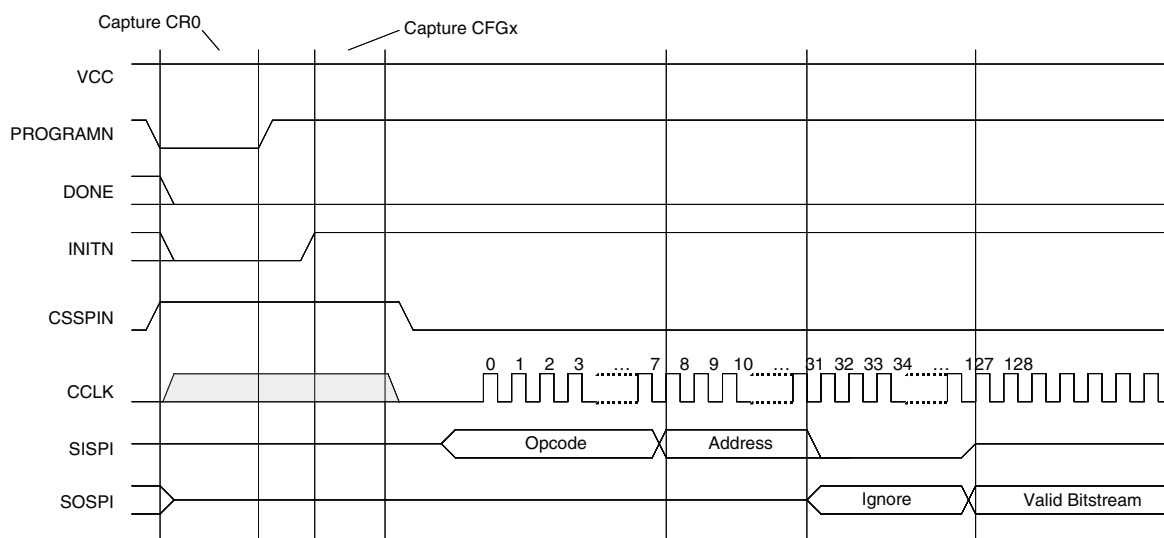 Capture CR0
Capture CFGx
VCC
PROGRAMN
DONE
INITN
CSSPIN
0 1 2 3 ... 7 8 9 10 ... 31 32 33 34 ... 127 128
CCLK
SISPI Opcode Address
SOSPI Ignore Valid Bitstream